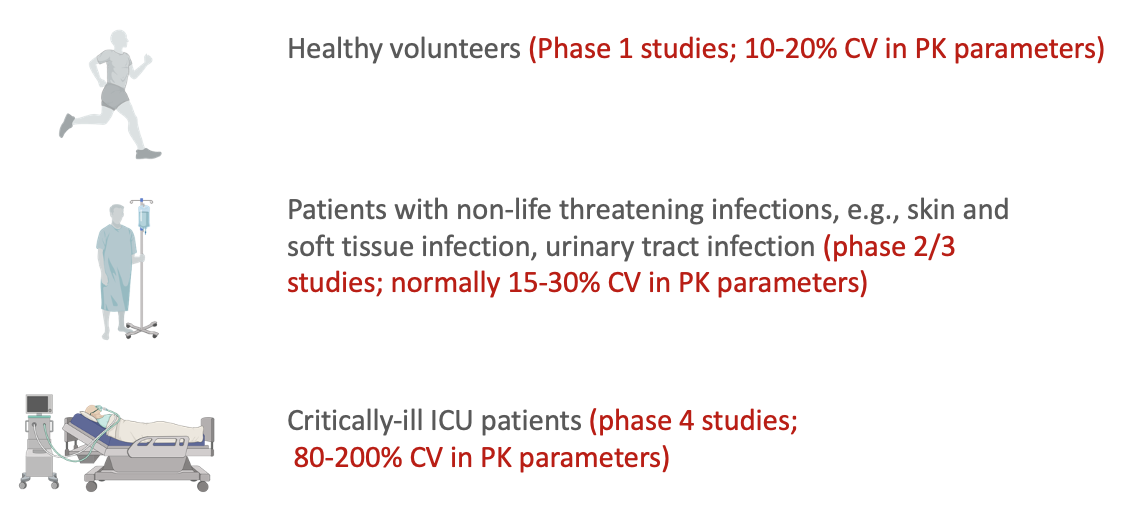 Healthy volunteers (Phase 1 studies; 10-20% CV in PK parameters)
Patients with non-life threatening infections, e.g., skin and
soft tissue infection, urinary tract infection (phase 2/3
studies; normally 15-30% CV in PK parameters)
Critically-ill ICU patients (phase 4 studies;
80-200% CV in PK parameters)